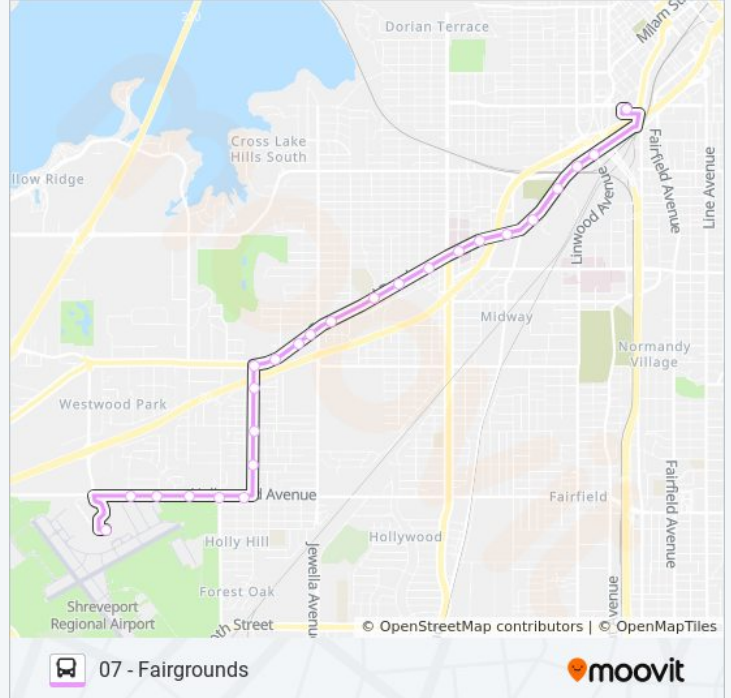 Dorian Terrace
Milam St
Cross Lake
Hills South
llow Ridge
Fairfield Avenue
Line Avenue
Linwood Avenue
Midway
Normandy
Village
Westwood Park
d Avenue
Fairfield
Fairfield Avenue
Holly Hill
Hollywood
Jewella Avenu
Forest Oak
venue
Shreveport
Regional Airport
th Street
© OpenStreetMap contributors | © OpenMapTiles
07 - Fairgrounds
moovit